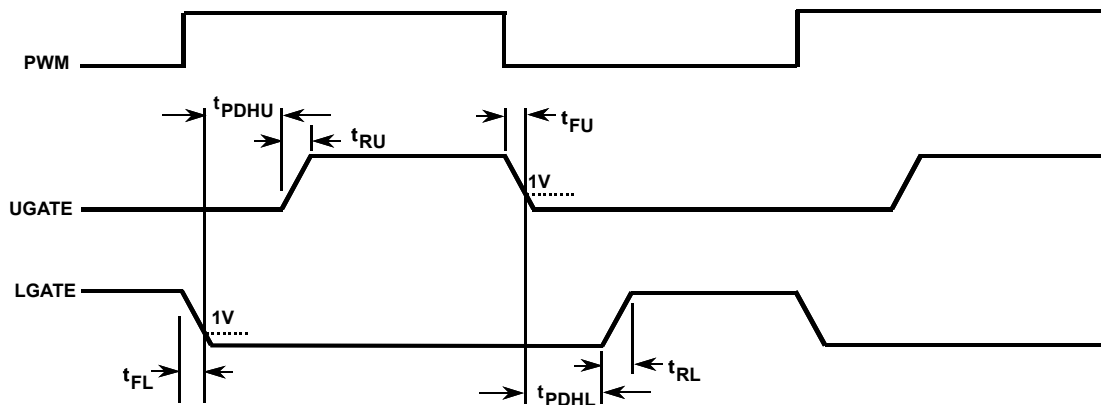 PWM
tPDHU
tRU
tFU
1V
UGATE
LGATE
1V
tFL
tRL
tPDHL